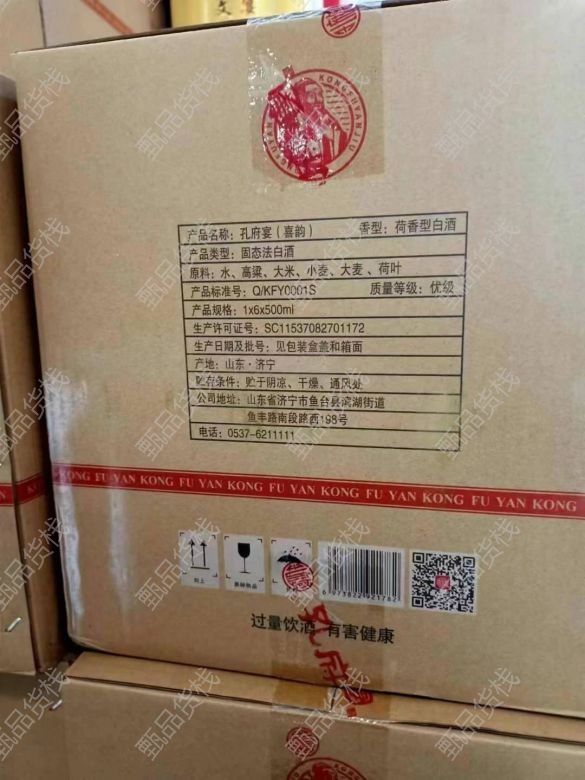 KONGFUYANJIU
产品名称：孔府宴（喜韵） 香型：荷香型白酒
产品类型：固态法白酒
原料：水、高粱、大米、小麦、大麦、荷叶
产品标准号：Q/KFY0001S 质量等级：优级
产品规格：1x6x500ml
生产许可证号：SC11537082701172
生产日期及批号：见包装盒盖和箱面
产地：山东·济宁
贮存条件：贮于阴凉、干燥、通风处
公司地址：山东省济宁市鱼台县滨湖街道
鱼丰路南段路西198号
电话：0537-6211111
KONG FU YAN KONG FU YAN KONG FU YAN KONG FU YAN KONG
向上
易碎物品
过量饮酒 有害健康
孔府
甄品货栈